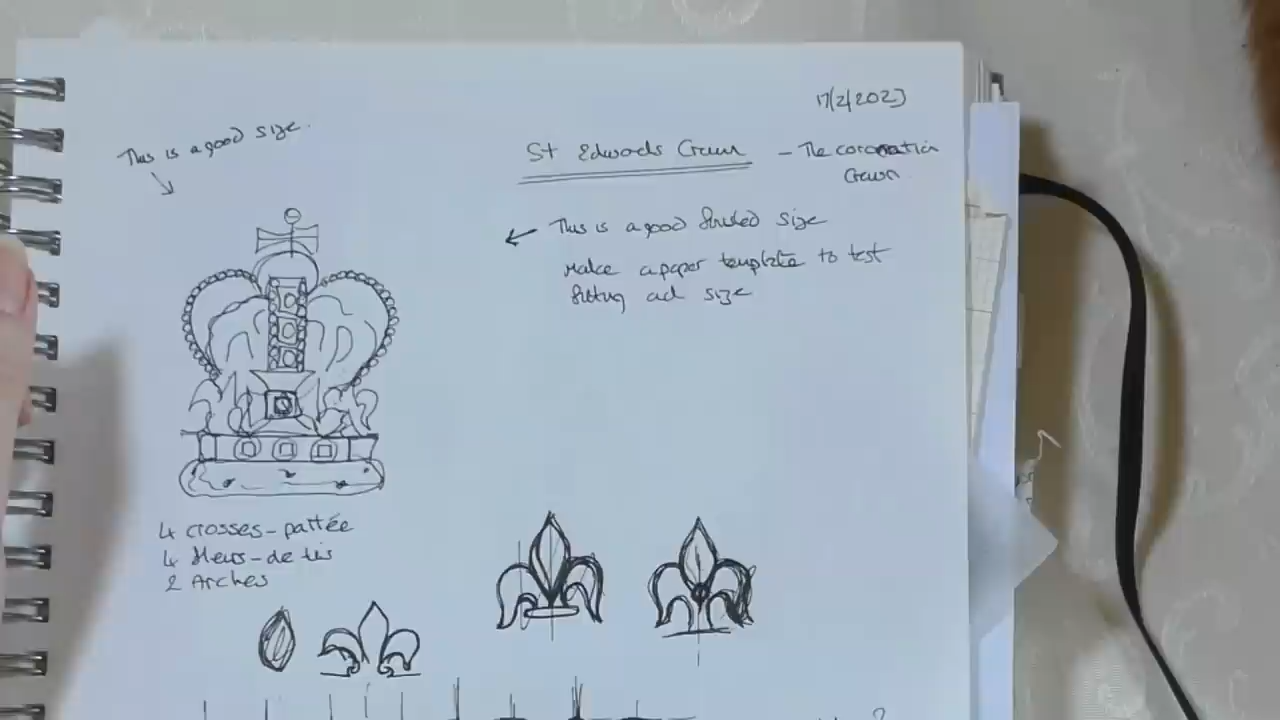 17/2/2023
This is a good size.
St Edwards Crown - The coronation
Crown
This is a good finished size
Make a paper template to test
fitting and size
4 crosses-pattée
4 fleurs-de lis
2 Arches
?